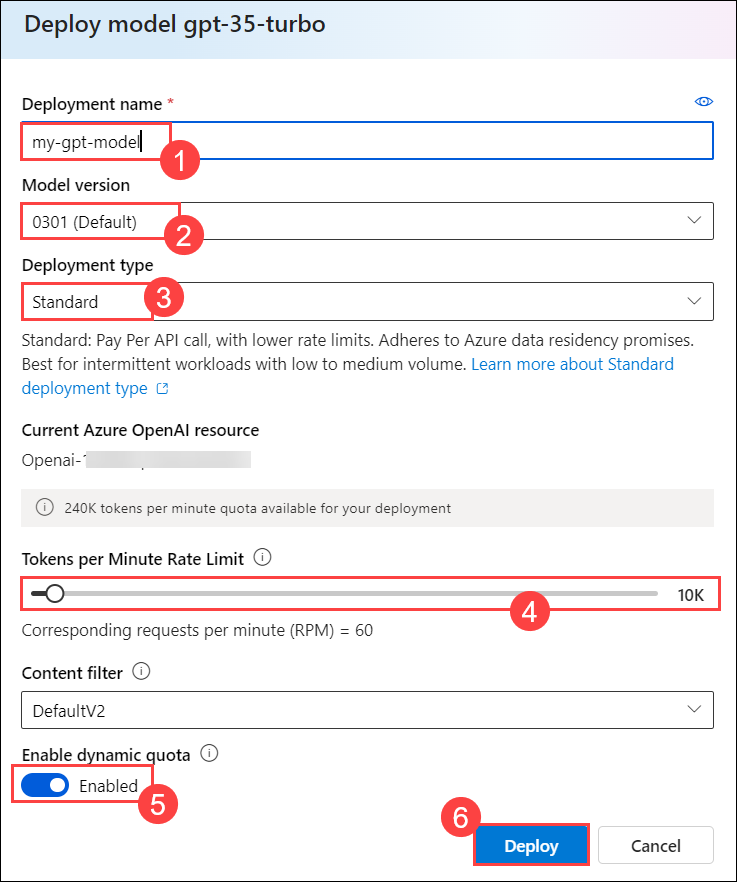 Deploy model gpt-35-turbo
Deployment name *
my-gpt-model
1
Model version
0301 (Default)
2
Deployment type
Standard
3
Standard: Pay Per API call, with lower rate limits. Adheres to Azure data residency promises.
Best for intermittent workloads with low to medium volume. Learn more about Standard
deployment type
Current Azure OpenAI resource
Openai-
240K tokens per minute quota available for your deployment
Tokens per Minute Rate Limit
10K
4
Corresponding requests per minute (RPM) = 60
Content filter
DefaultV2
Enable dynamic quota
Enabled
5
6
Deploy
Cancel